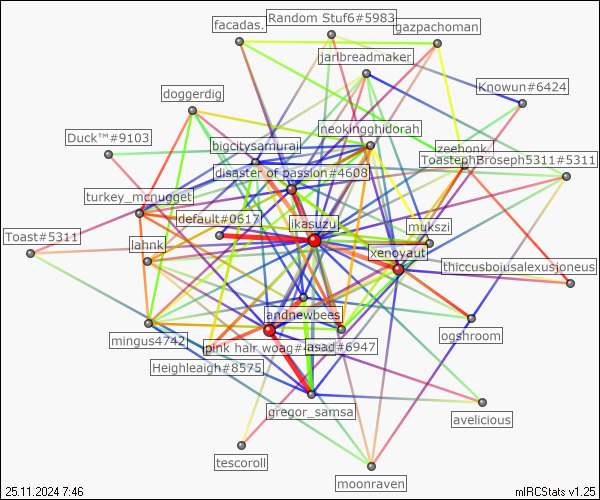 facadas.
Random Stuf6#5983
gazpachoman
jarlbreadmaker
Knowun#6424
doggerdig
neokingghidorah
Duck™#9103
bigcitysamurai
zeehonk
ToastephBroseph5311#5311
disaster of passion#4608
turkey_mcnugget
default#0617
ikasuzu
mukszi
Toast#5311
lahnk
xenoyaut
thiccusboiusalexusjoneus
andnewbees
ogshroom
mingus4742
pink hair woag#
asad#6947
Heighleaigh#8575
gregor_samsa
avelicious
tescoroll
moonraven
25.11.2024 7:46
mIRCStats v1.25